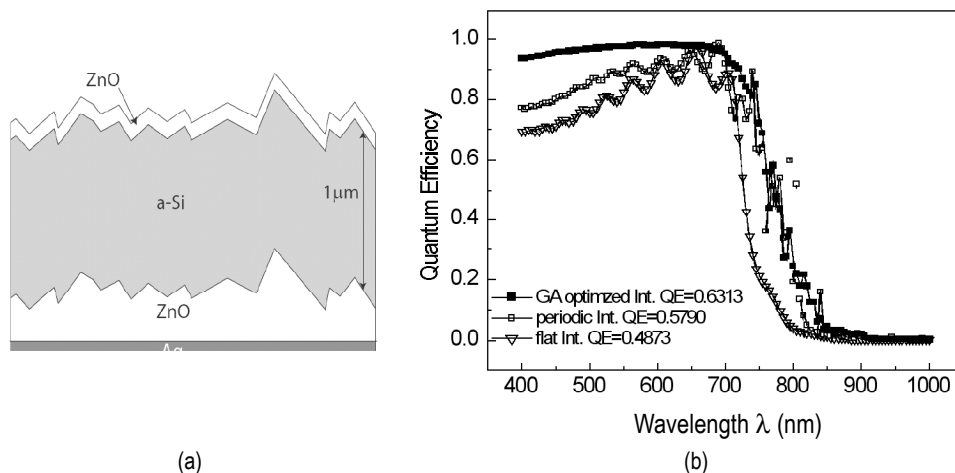 (a)
ZnO
a-Si
1μm
ZnO
Ag
(b)
Quantum Efficiency
1.0
0.8
0.6
0.4
0.2
0.0
GA optimzed Int. QE=0.6313
periodic Int. QE=0.5790
flat Int. QE=0.4873
400 500 600 700 800 900 1000
Wavelength λ (nm)